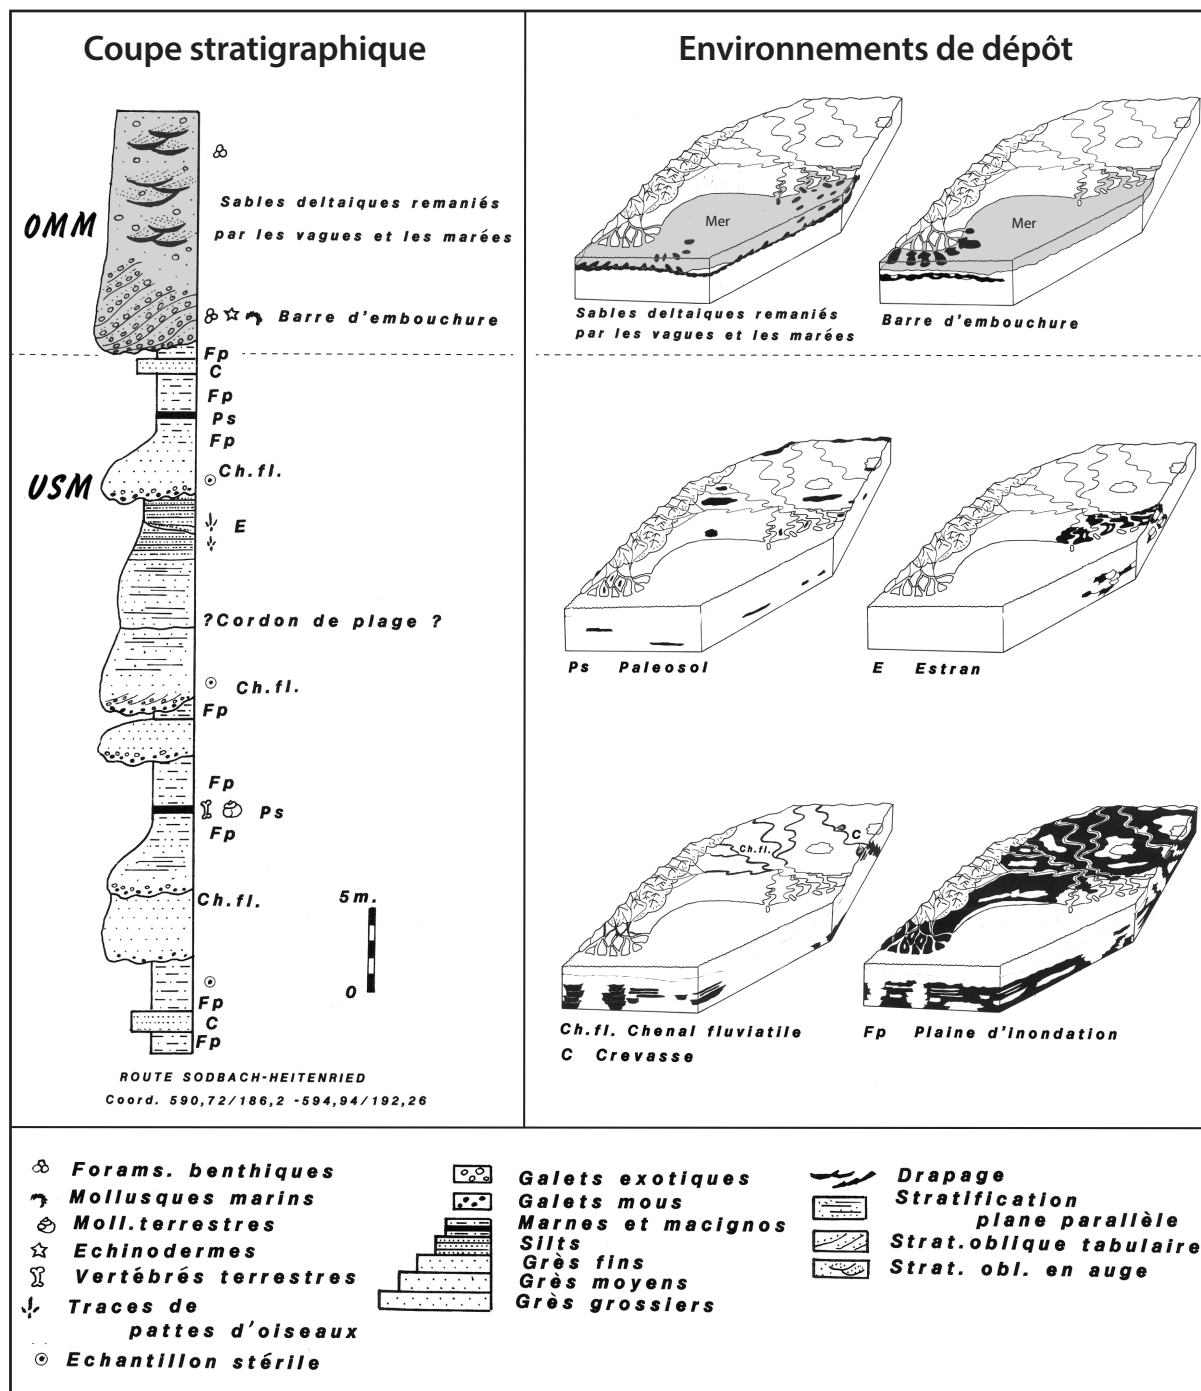 Coupe stratigraphique
OMM
Sables deltaiques remaniés
par les vagues et les marées
Barre d'embouchure
Fp
C
Fp
Ps
Fp
USM
Ch.fl.
E
?Cordon de plage ?
Ch.fl.
Fp
Fp
Ps
Fp
Ch.fl.
5m.
0
Fp
C
Fp
ROUTE SODBACH-HEITENRIED
Coord. 590,72/186,2 -594,94/192,26
Environnements de dépôt
Mer
Sables deltaiques remaniés
par les vagues et les marées
Mer
Barre d'embouchure
Ps Paleosol
E Estran
Ch.fl.
C
Ch.fl. Chenal fluviatile
C Crevasse
Fp Plaine d'inondation
Forams. benthiques
Mollusques marins
Moll.terrestres
Echinodermes
Vertébrés terrestres
Traces de
pattes d'oiseaux
Echantillon stérile
Galets exotiques
Galets mous
Marnes et macignos
Silts
Grès fins
Grès moyens
Grès grossiers
Drapage
Stratification
plane parallèle
Strat.oblique tabulaire
Strat. obl. en auge